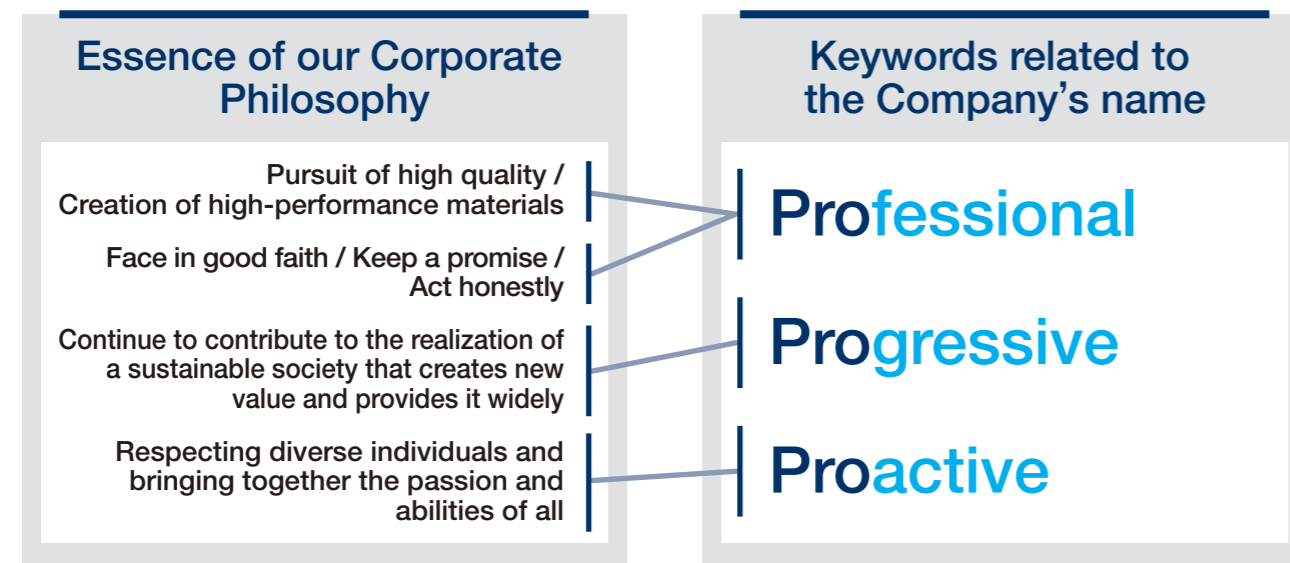 Essence of our Corporate
Philosophy
Pursuit of high quality /
Creation of high-performance materials
Face in good faith / Keep a promise /
Act honestly
Continue to contribute to the realization of
a sustainable society that creates new
value and provides it widely
Respecting diverse individuals and
bringing together the passion and
abilities of all
Keywords related to
the Company’s name
Professional
Progressive
Proactive